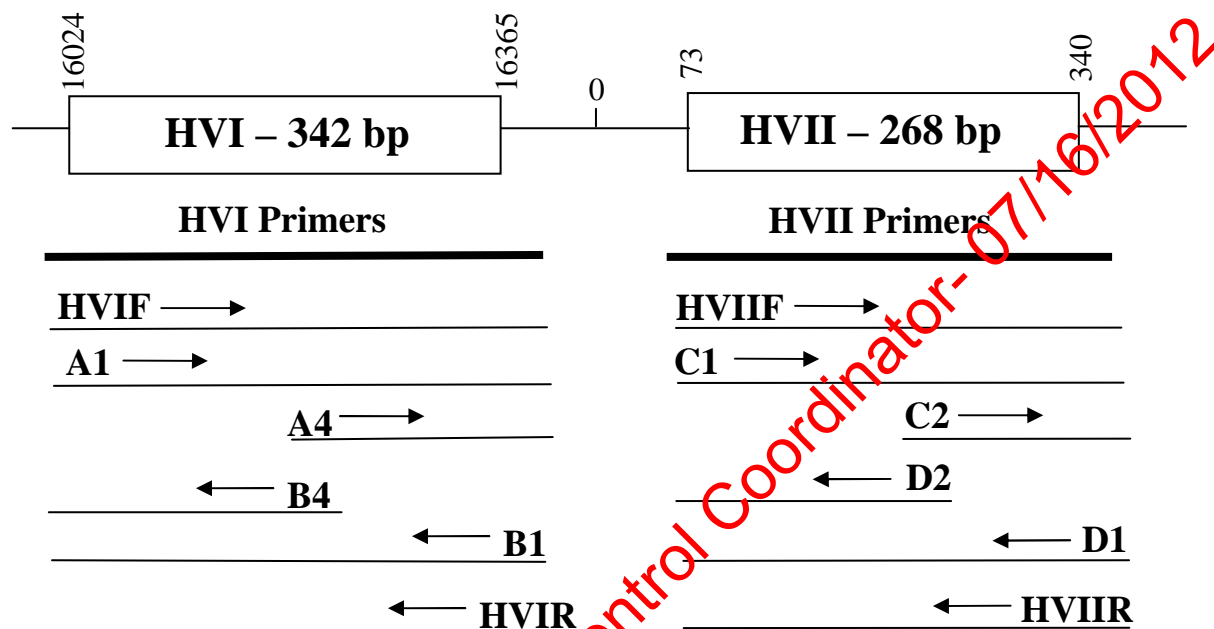 16024
16365
0
73
340
HVI – 342 bp
HVII – 268 bp
HVI Primers
HVII Primers
HVIF
HVIIF
A1
C1
A4
C2
B4
D2
B1
D1
HVIR
HVIIR
ontrol Coordinator- 07/16/2012